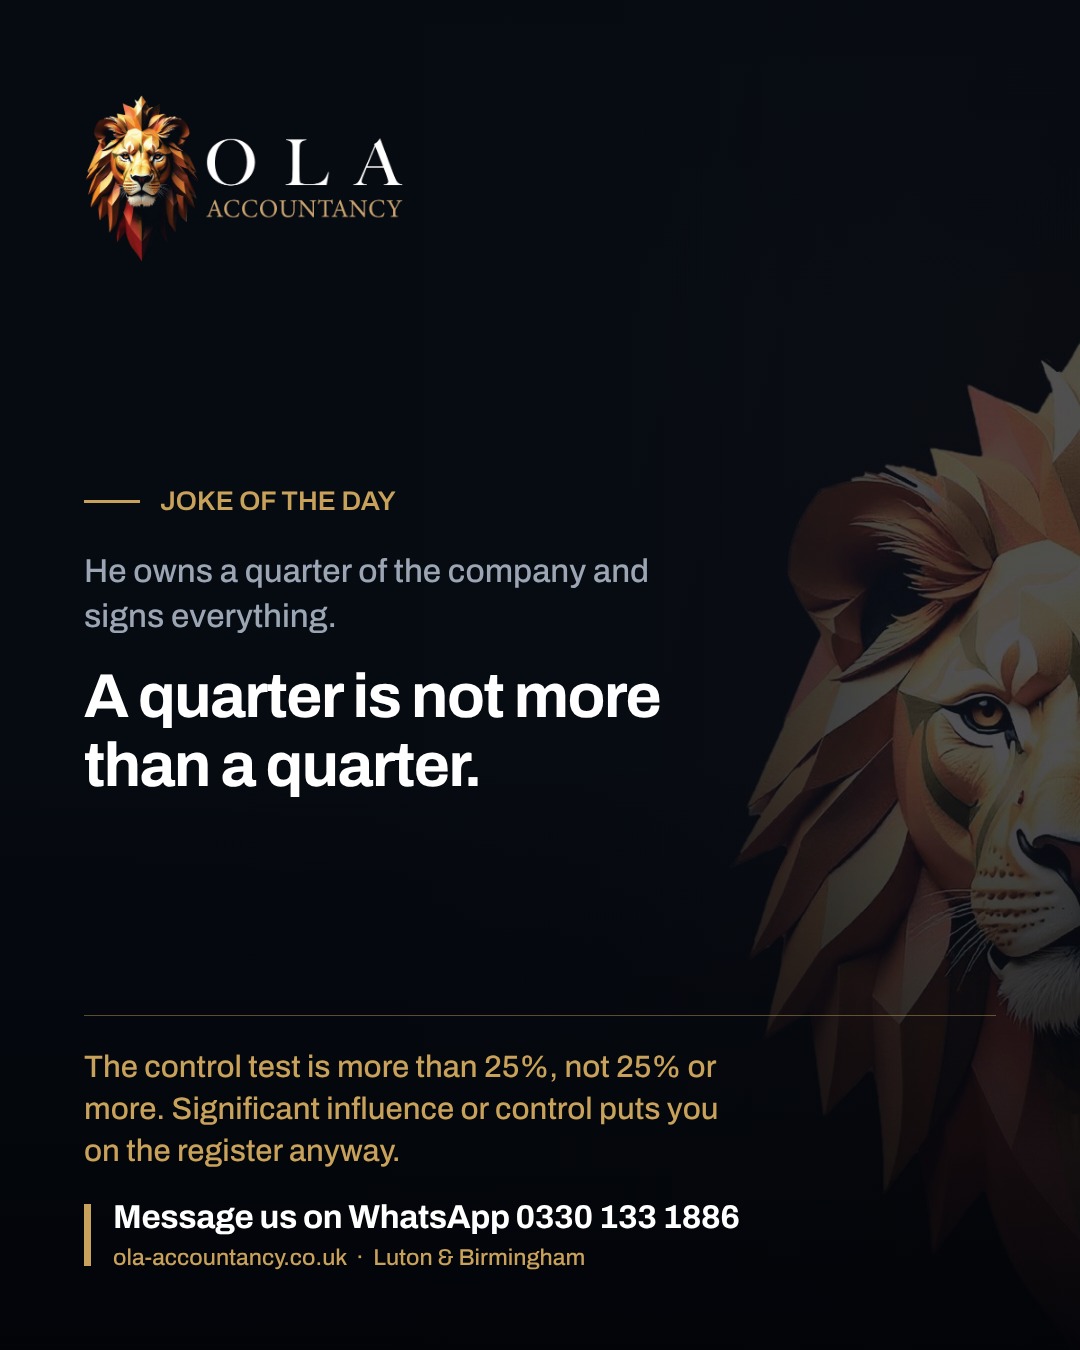 OLA
ACCOUNTANCY
JOKE OF THE DAY
He owns a quarter of the company and
signs everything.
A quarter is not more
than a quarter.
The control test is more than 25%, not 25% or
more. Significant influence or control puts you
on the register anyway.
Message us on WhatsApp 0330 133 1886
ola-accountancy.co.uk · Luton & Birmingham